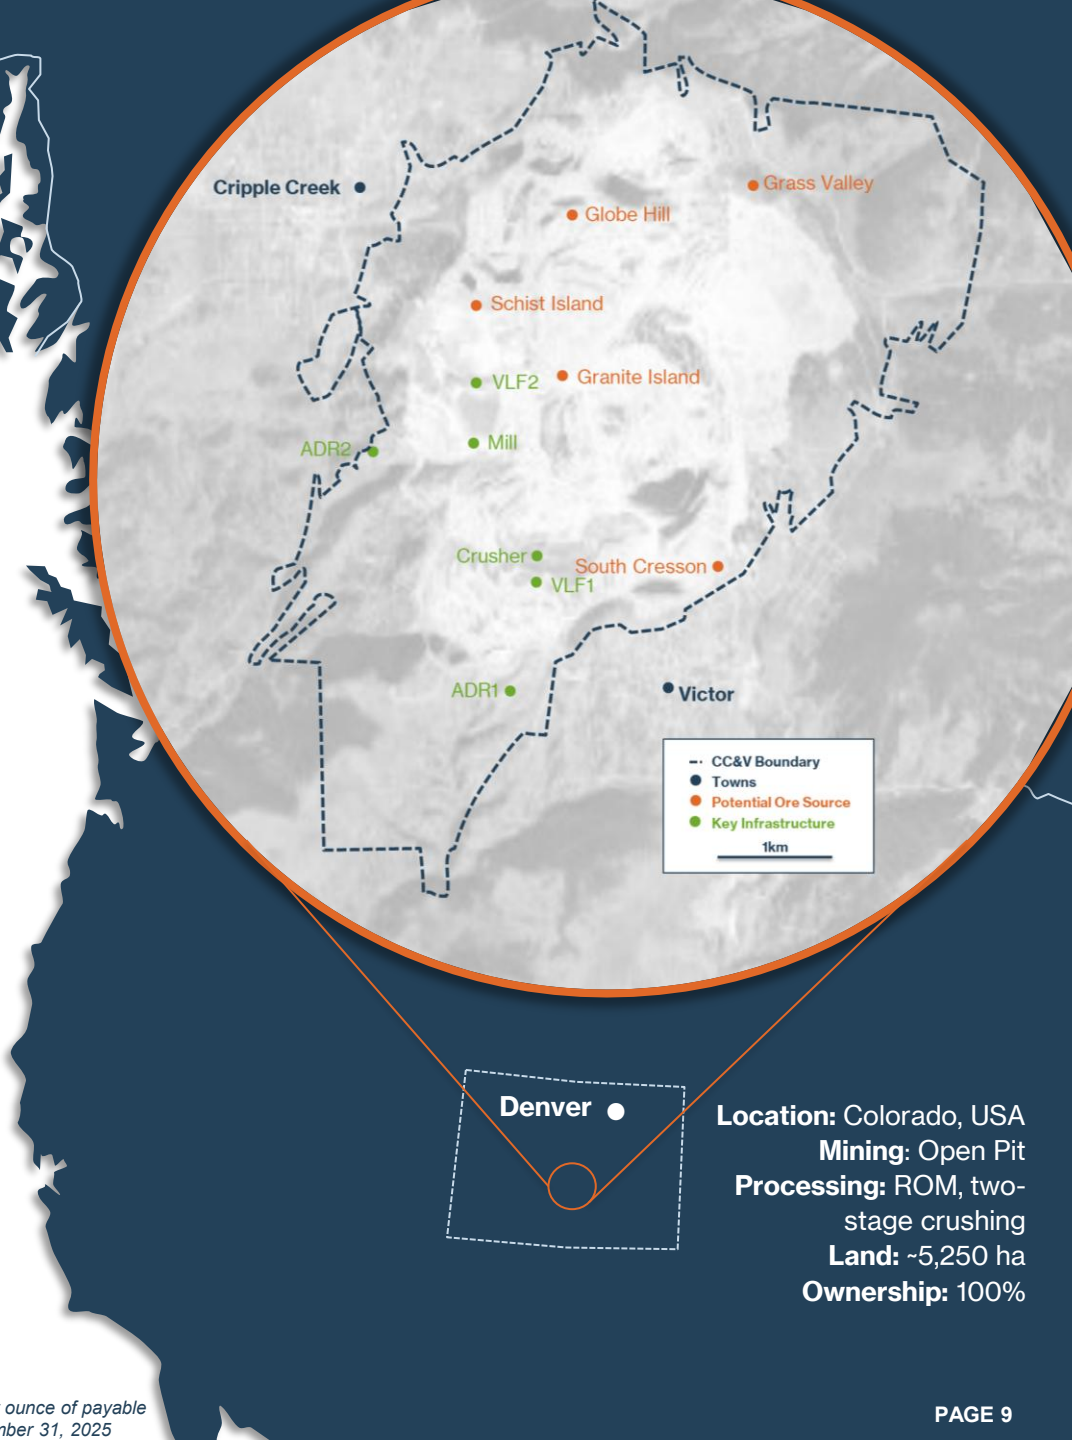 Cripple Creek
Grass Valley
Globe Hill
Schist Island
VLF2
Granite Island
Mill
ADR2
Crusher
South Cresson
VLF1
ADR1
Victor
CC&V Boundary
Towns
Potential Ore Source
Key Infrastructure
1km
Denver
Location: Colorado, USA
Mining: Open Pit
Processing: ROM, two-
stage crushing
Land: ~5,250 ha
Ownership: 100%
ounce of payable
mber 31, 2025
PAGE 9